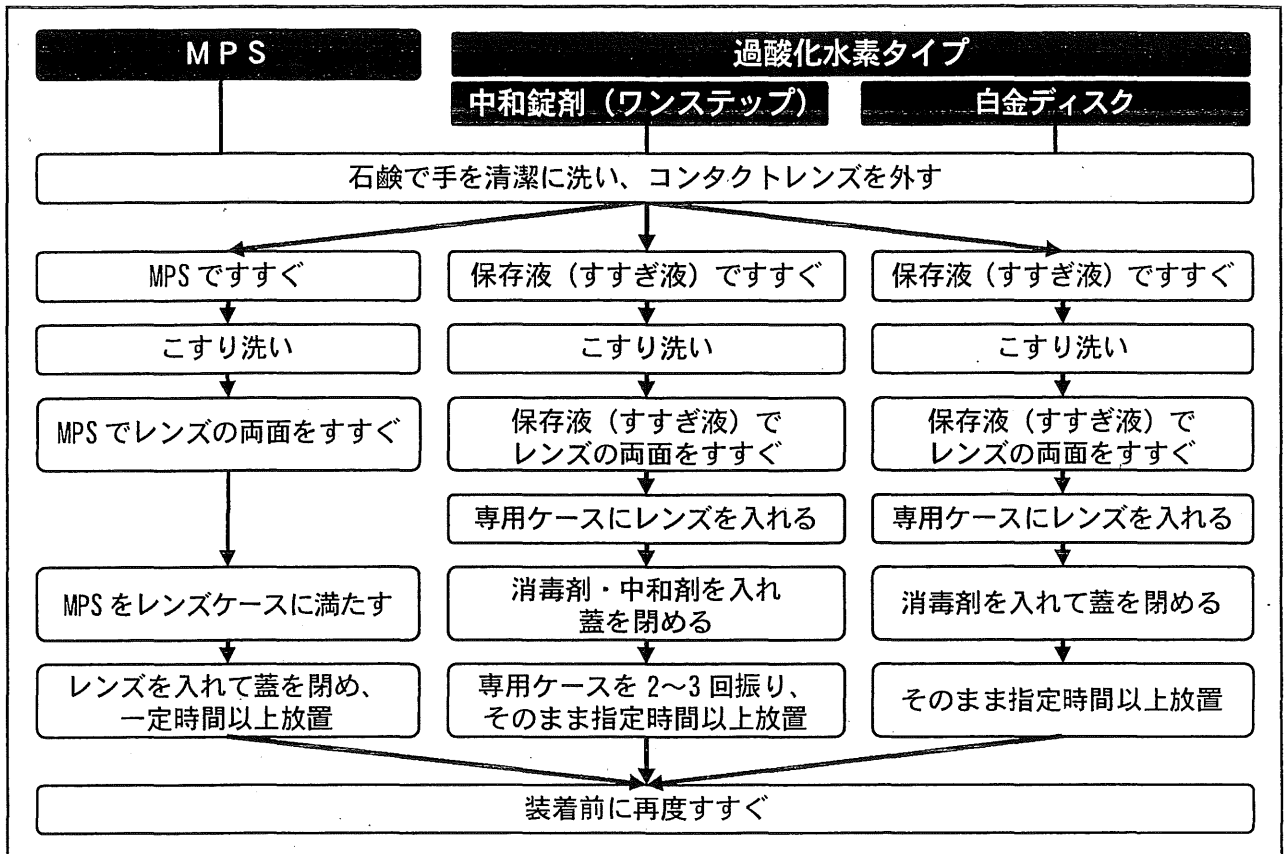 MPS
過酸化水素タイプ
中和錠剤(ワンステップ)
白金ディスク
石鹸で手を清潔に洗い、コンタクトレンズを外す
MPSですすぐ
保存液(すすぎ液)ですすぐ
保存液(すすぎ液)ですすぐ
こすり洗い
こすり洗い
こすり洗い
MPSでレンズの両面をすすぐ
保存液(すすぎ液)で
レンズの両面をすすぐ
保存液(すすぎ液)で
レンズの両面をすすぐ
専用ケースにレンズを入れる
専用ケースにレンズを入れる
MPSをレンズケースに満たす
消毒剤・中和剤を入れ
蓋を閉める
消毒剤を入れて蓋を閉める
レンズを入れて蓋を閉め、
一定時間以上放置
専用ケースを2~3回振り、
そのまま指定時間以上放置
そのまま指定時間以上放置
装着前に再度すすぐ